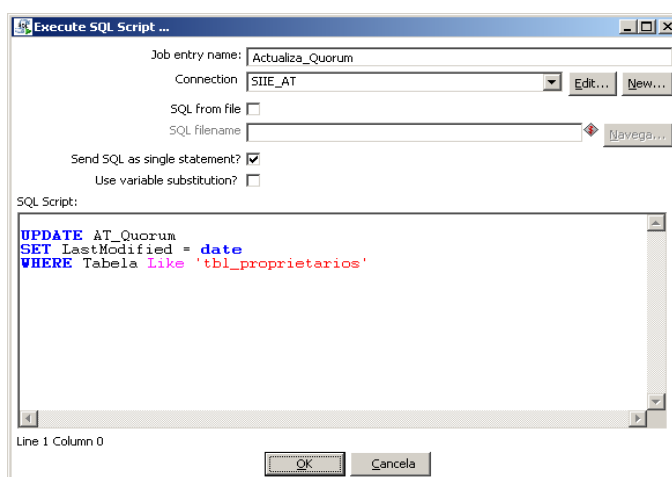 Execute SQL Script ...
Job entry name: Actualiza_Quorum
Connection SIIE_AT Edit... New...
SQL from file
SQL filename Navega...
Send SQL as single statement?
Use variable substitution?
SQL Script:
UPDATE AT_Quorum
SET LastModified = date
WHERE Tabela Like 'tbl_proprietarios'
Line 1 Column 0
OK Cancela